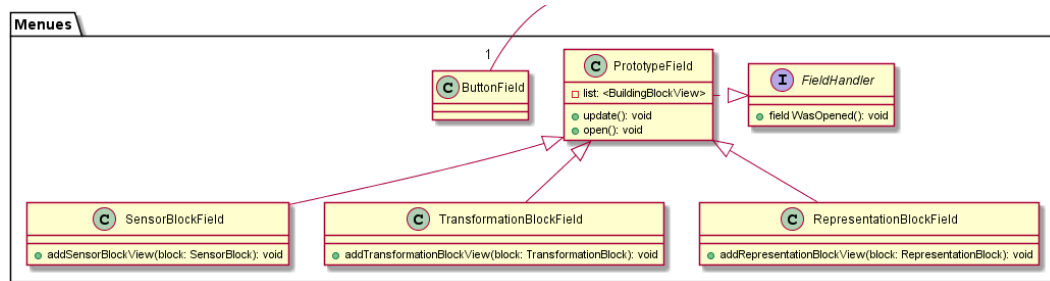 Menues
1
C ButtonField
C PrototypeField
list: <BuildingBlockView>
update(): void
open(): void
I FieldHandler
field WasOpened(): void
C SensorBlockField
addSensorBlockView(block: SensorBlock): void
C TransformationBlockField
addTransformationBlockView(block: TransformationBlock): void
C RepresentationBlockField
addRepresentationBlockView(block: RepresentationBlock): void